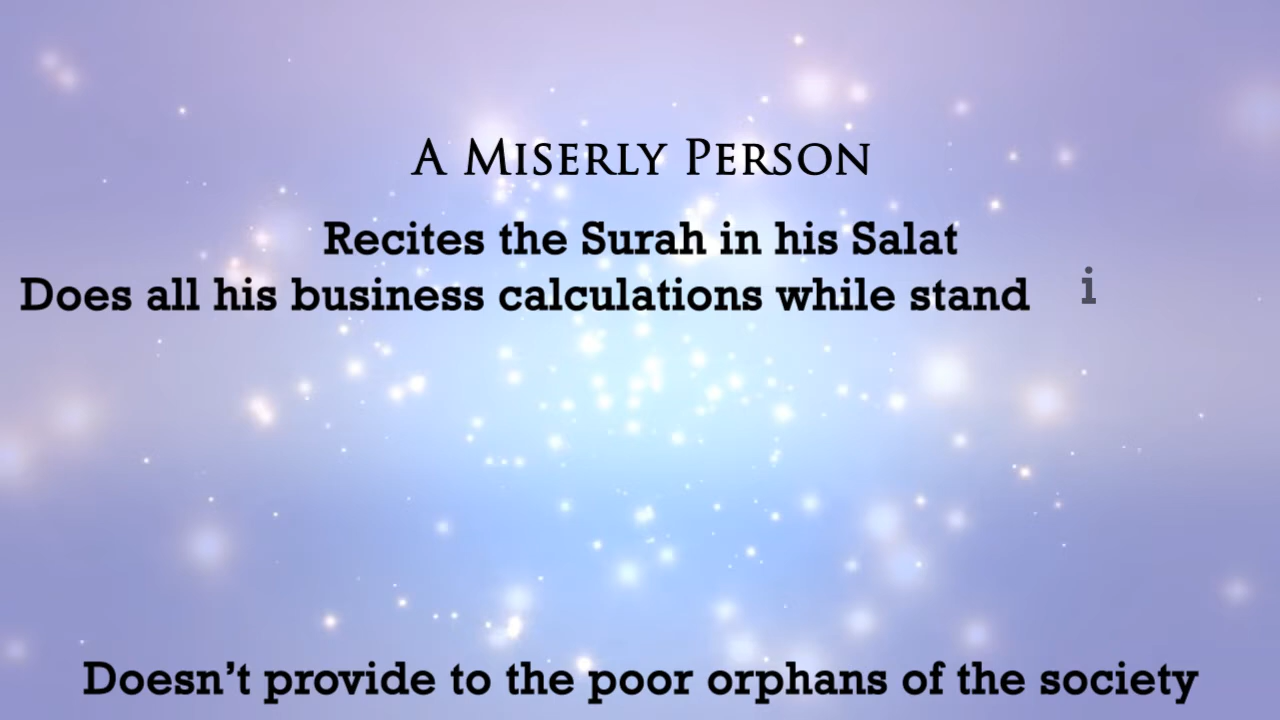 A Miserly Person
Recites the Surah in his Salat
Does all his business calculations while stand i
Doesn’t provide to the poor orphans of the society